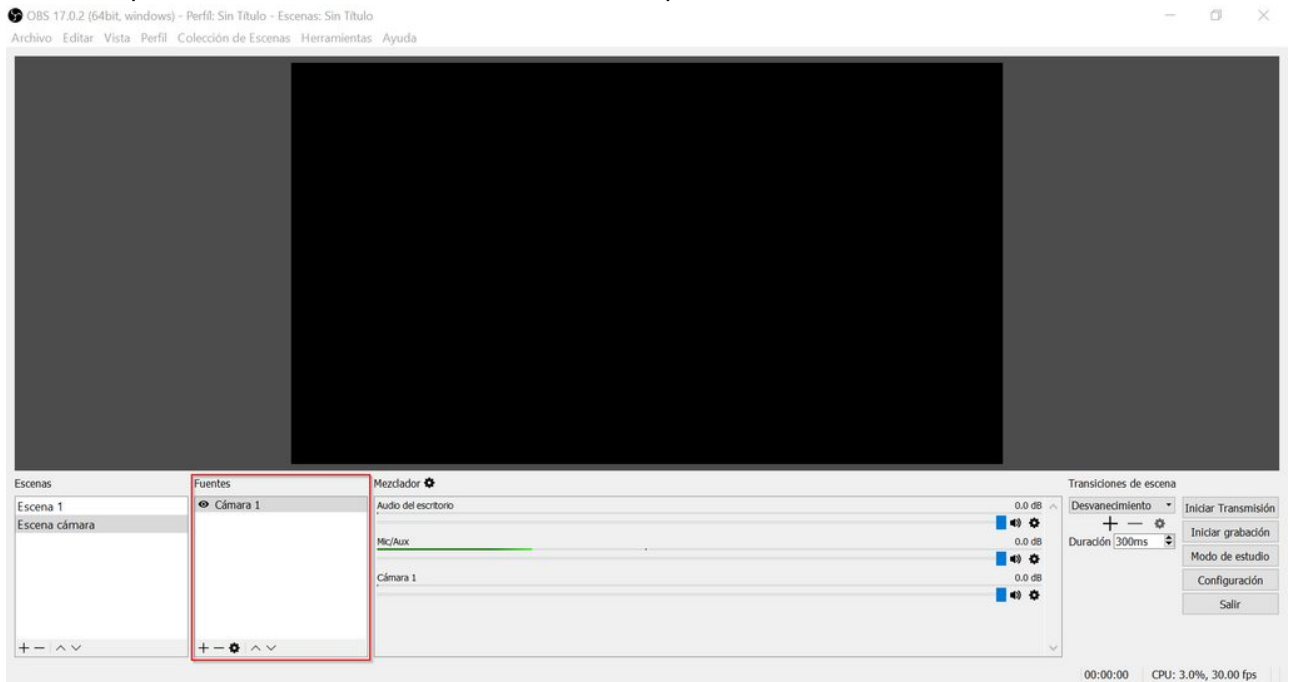 OBS 17.0.2 (64bit, windows) - Perfil: Sin Título - Escenas: Sin Título
Archivo Editar Vista Perfil Colección de Escenas Herramientas Ayuda
Escenas
Escena 1
Escena cámara
Fuentes
Cámara 1
Mezclador
Audio del escritorio 0.0 dB
Mic/Aux 0.0 dB
Cámara 1 0.0 dB
Transiciones de escena
Desvanecimiento
Duración 300ms
Iniciar Transmisión
Iniciar grabación
Modo de estudio
Configuración
Salir
00:00:00 CPU: 3.0%, 30.00 fps